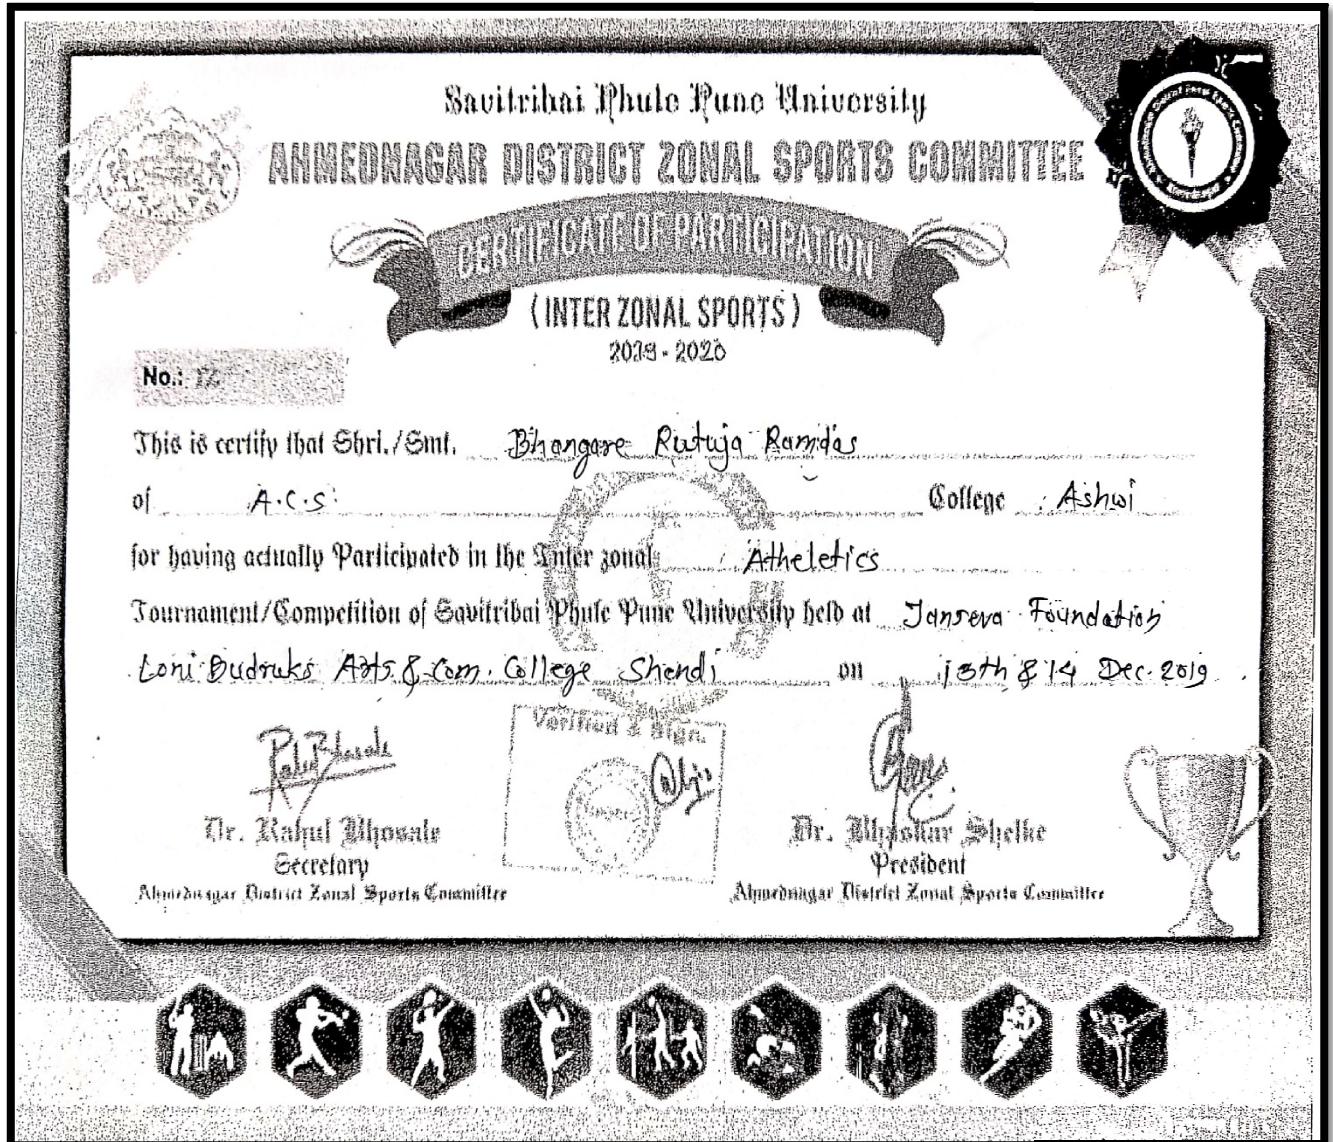 Savitribai Phule Pune University
AHMEDNAGAR DISTRICT ZONAL SPORTS COMMITTEE
CERTIFICATE OF PARTICIPATION
(INTER ZONAL SPORTS)
2019 - 2020
No.:
This is certify that Shri./Smt. Bhangare Rutuja Ramdas
of A.C.S. College Ashwi
for having actually Participated in the Inter zonal Atheletics
Tournament/Competition of Savitribai Phule Pune University held at Janseva Foundation
Loni Budruks Arts & Com. College Shendi on 13th & 14 Dec. 2019.
Verified & Sign.
Dr. Rahul Bhosale
Secretary
Ahmednagar District Zonal Sports Committee
Dr. Bhaskar Shelke
President
Ahmednagar District Zonal Sports Committee